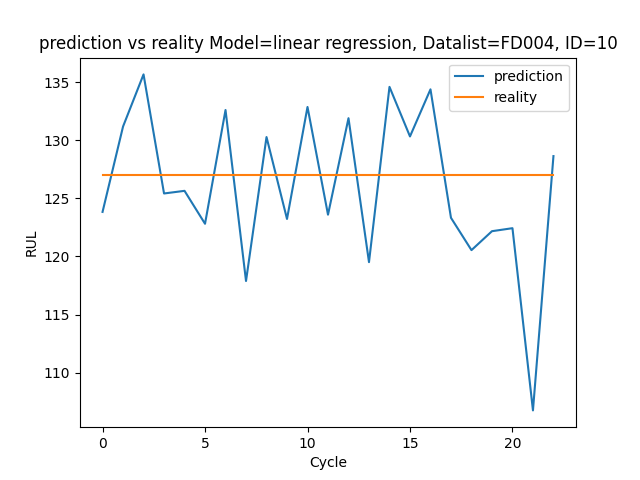 prediction vs reality Model=linear regression, Datalist=FD004, ID=10
prediction
reality
135
130
125
120
115
110
RUL
0
5
10
15
20
Cycle